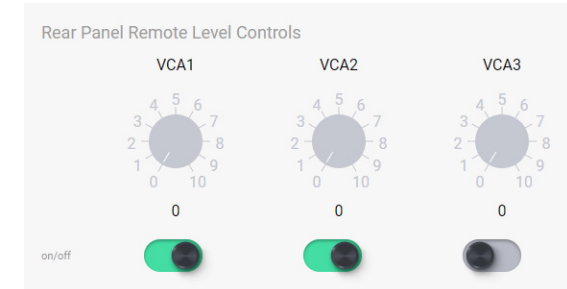 Rear Panel Remote Level Controls
VCA1 VCA2 VCA3
0 1 2 3 4 5 6 7 8 9 10 0 1 2 3 4 5 6 7 8 9 10 0 1 2 3 4 5 6 7 8 9 10
0 0 0
on/off